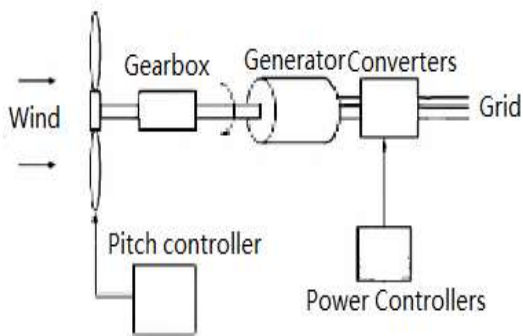 Gearbox
Generator
Converters
Wind
Grid
Pitch controller
Power Controllers